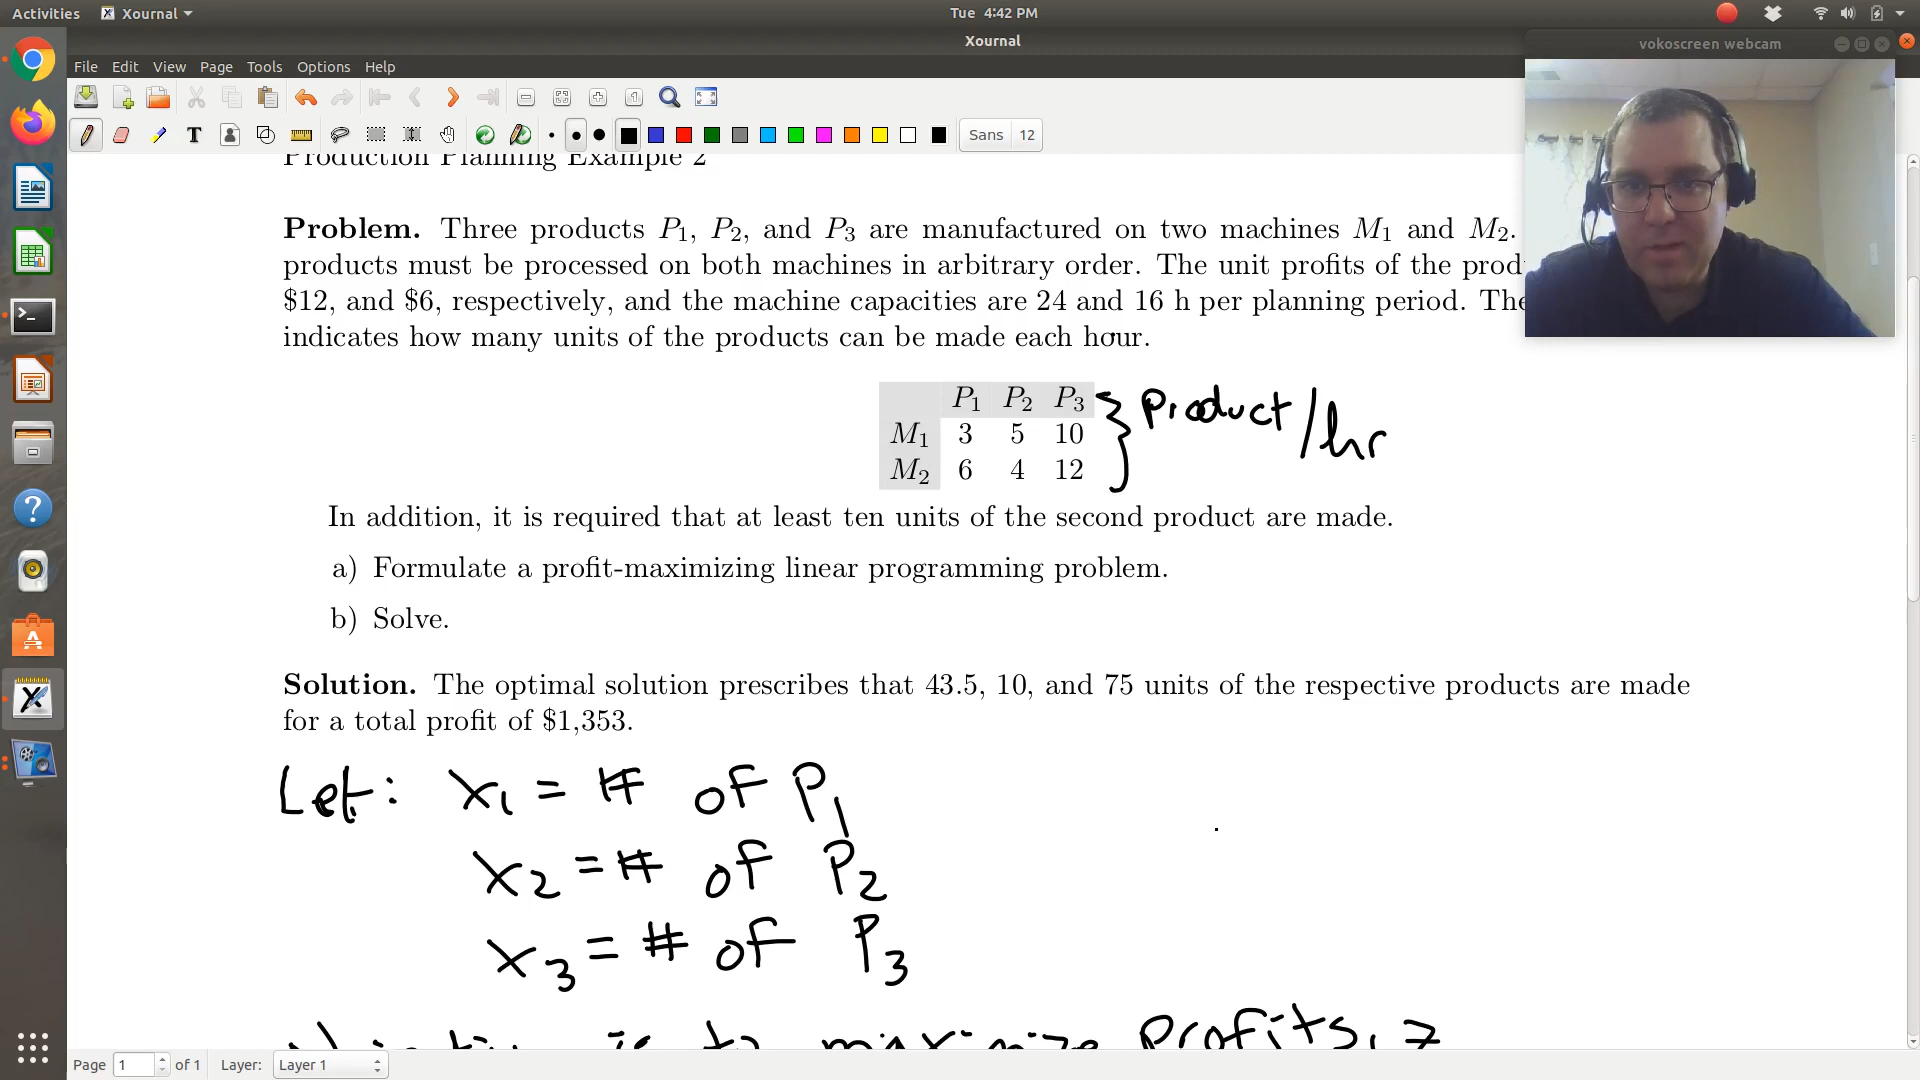 Activities Xournal Tue 4:42 PM
Xournal
vokoscreen webcam
File Edit View Page Tools Options Help
T Sans 12
Production Planning Example 2
Problem. Three products P₁, P₂, and P₃ are manufactured on two machines M₁ and M₂.
products must be processed on both machines in arbitrary order. The unit profits of the prod
$12, and $6, respectively, and the machine capacities are 24 and 16 h per planning period. The
indicates how many units of the products can be made each hour.
P₁ P₂ P₃ } Product/hr
M₁ 3 5 10
M₂ 6 4 12
In addition, it is required that at least ten units of the second product are made.
a) Formulate a profit-maximizing linear programming problem.
b) Solve.
Solution. The optimal solution prescribes that 43.5, 10, and 75 units of the respective products are made
for a total profit of $1,353.
Let: x₁ = # of P₁
x₂ = # of P₂
x₃ = # of P₃
is to maximize Profits, z
Page 1 of 1 Layer: Layer 1